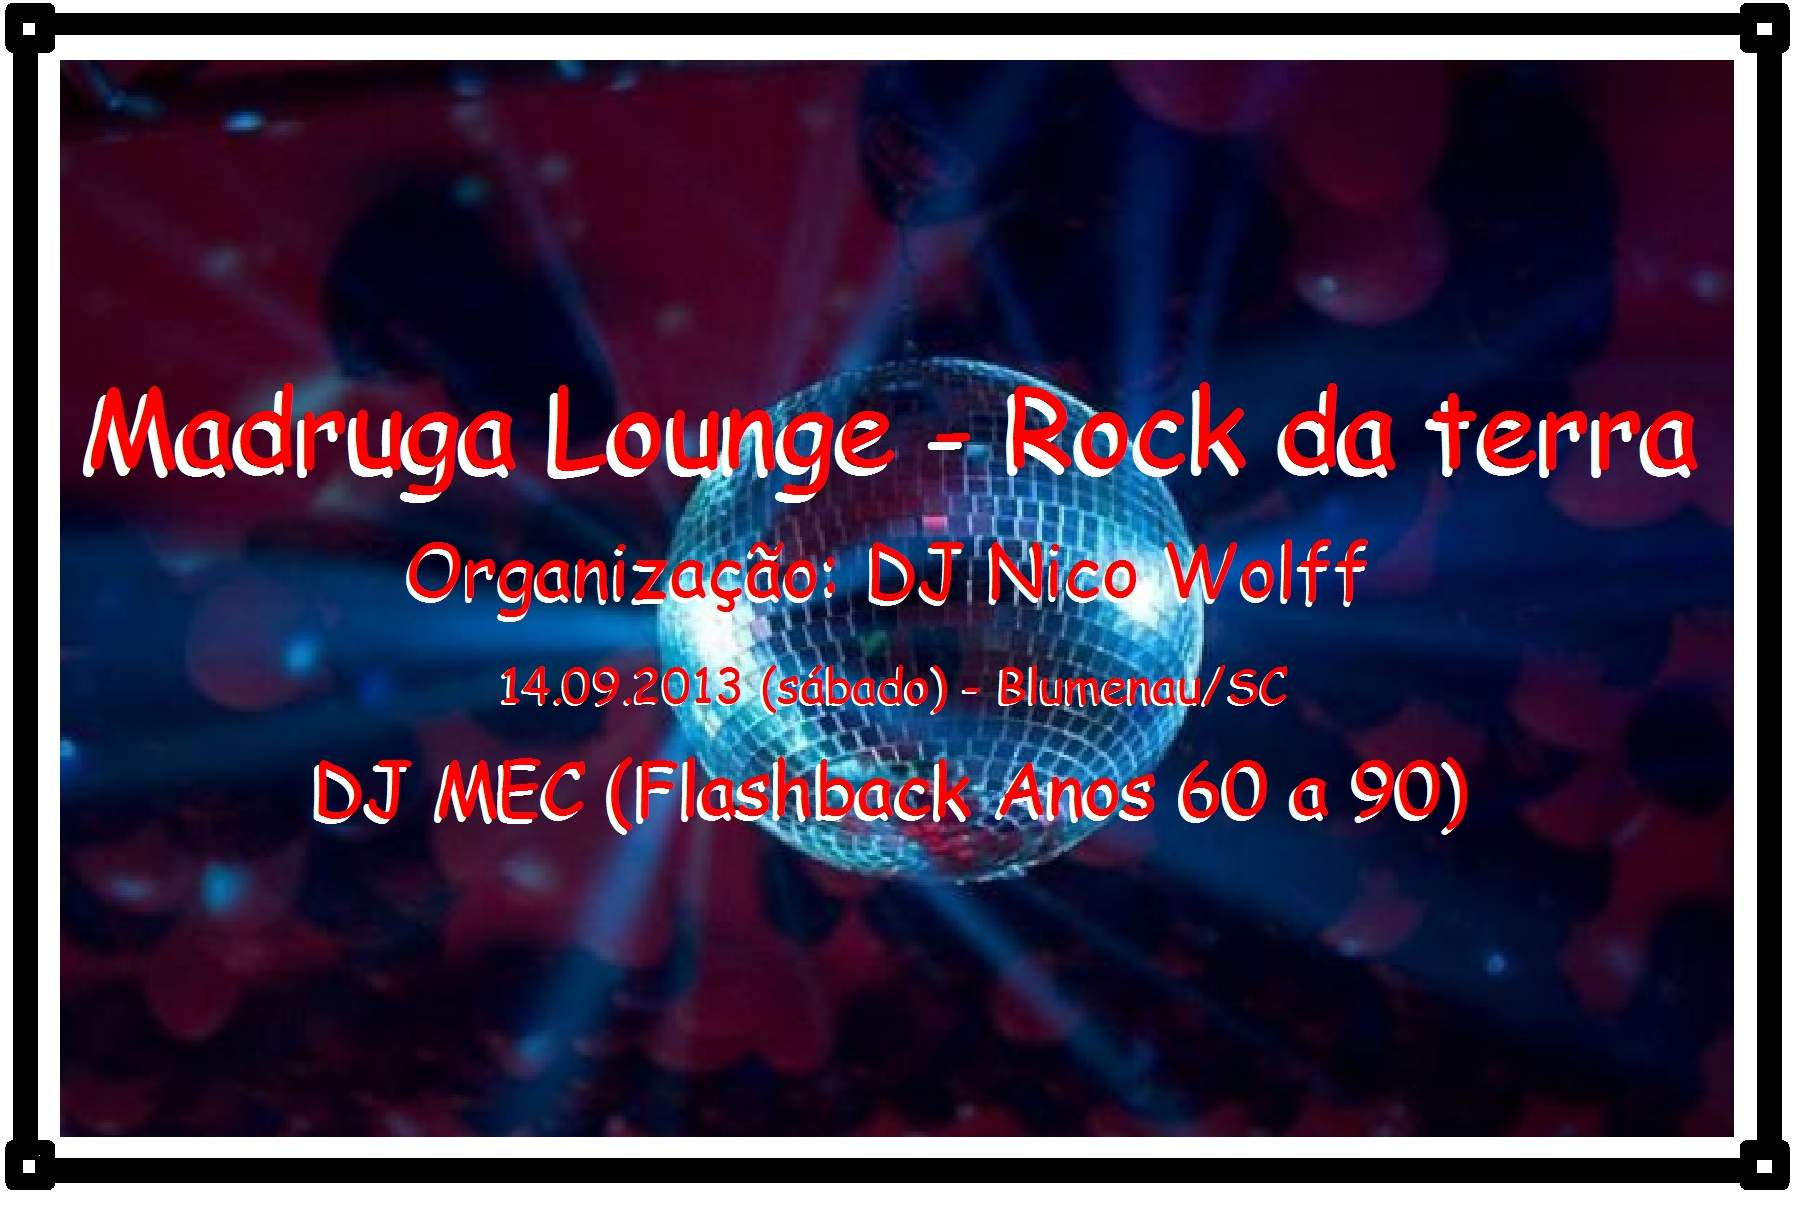 Madruga Lounge - Rock da terra
Organização: DJ Nico Wolff
14.09.2013 (sábado) - Blumenau/SC
DJ MEC (Flashback Anos 60 a 90)